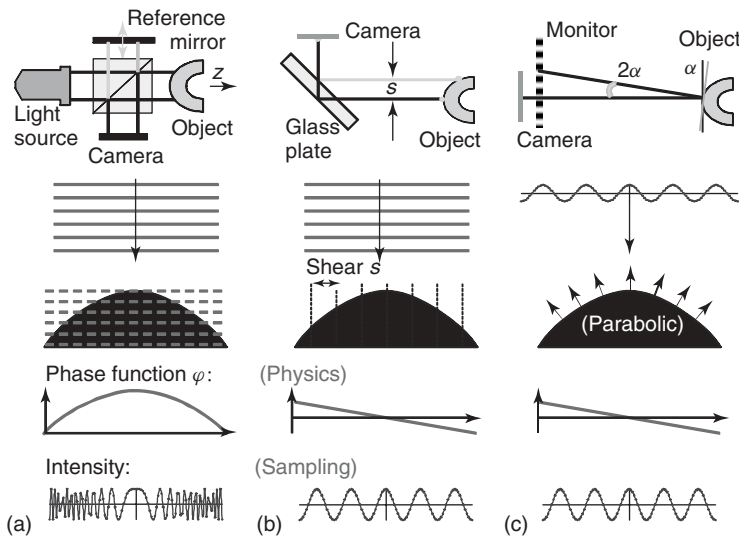 Reference
mirror
z
Light
source
Object
Camera
(a)
Phase function φ:
Intensity:
Camera
s
Glass
plate
Object
Shear s
(Physics)
(Sampling)
(b)
Monitor
Object
2α
α
Camera
(Parabolic)
(c)